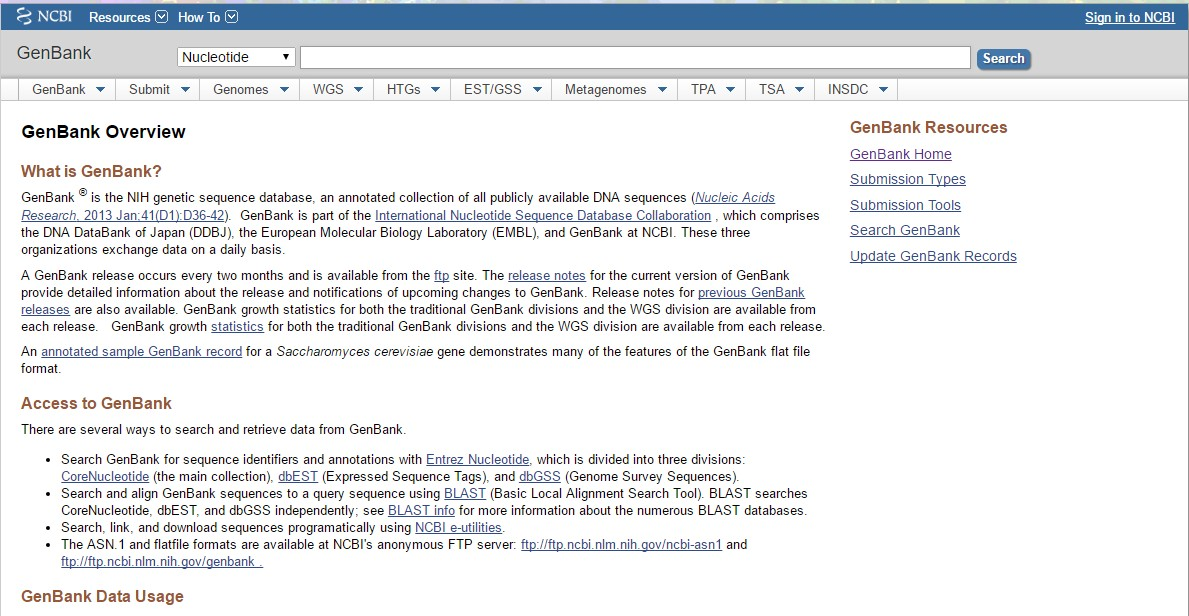 NCBI Resources How To Sign in to NCBI
GenBank Nucleotide Search
GenBank Submit Genomes WGS HTGs EST/GSS Metagenomes TPA TSA INSDC
GenBank Overview
What is GenBank?
GenBank ® is the NIH genetic sequence database, an annotated collection of all publicly available DNA sequences (Nucleic Acids
Research, 2013 Jan;41(D1):D36-42). GenBank is part of the International Nucleotide Sequence Database Collaboration , which comprises
the DNA DataBank of Japan (DDBJ), the European Molecular Biology Laboratory (EMBL), and GenBank at NCBI. These three
organizations exchange data on a daily basis.
A GenBank release occurs every two months and is available from the ftp site. The release notes for the current version of GenBank
provide detailed information about the release and notifications of upcoming changes to GenBank. Release notes for previous GenBank
releases are also available. GenBank growth statistics for both the traditional GenBank divisions and the WGS division are available from
each release. GenBank growth statistics for both the traditional GenBank divisions and the WGS division are available from each release.
An annotated sample GenBank record for a Saccharomyces cerevisiae gene demonstrates many of the features of the GenBank flat file
format.
Access to GenBank
There are several ways to search and retrieve data from GenBank.
• Search GenBank for sequence identifiers and annotations with Entrez Nucleotide, which is divided into three divisions:
CoreNucleotide (the main collection), dbEST (Expressed Sequence Tags), and dbGSS (Genome Survey Sequences).
• Search and align GenBank sequences to a query sequence using BLAST (Basic Local Alignment Search Tool). BLAST searches
CoreNucleotide, dbEST, and dbGSS independently; see BLAST info for more information about the numerous BLAST databases.
• Search, link, and download sequences programatically using NCBI e-utilities.
• The ASN.1 and flatfile formats are available at NCBI's anonymous FTP server: ftp://ftp.ncbi.nlm.nih.gov/ncbi-asn1 and
ftp://ftp.ncbi.nlm.nih.gov/genbank .
GenBank Data Usage
GenBank Resources
GenBank Home
Submission Types
Submission Tools
Search GenBank
Update GenBank Records